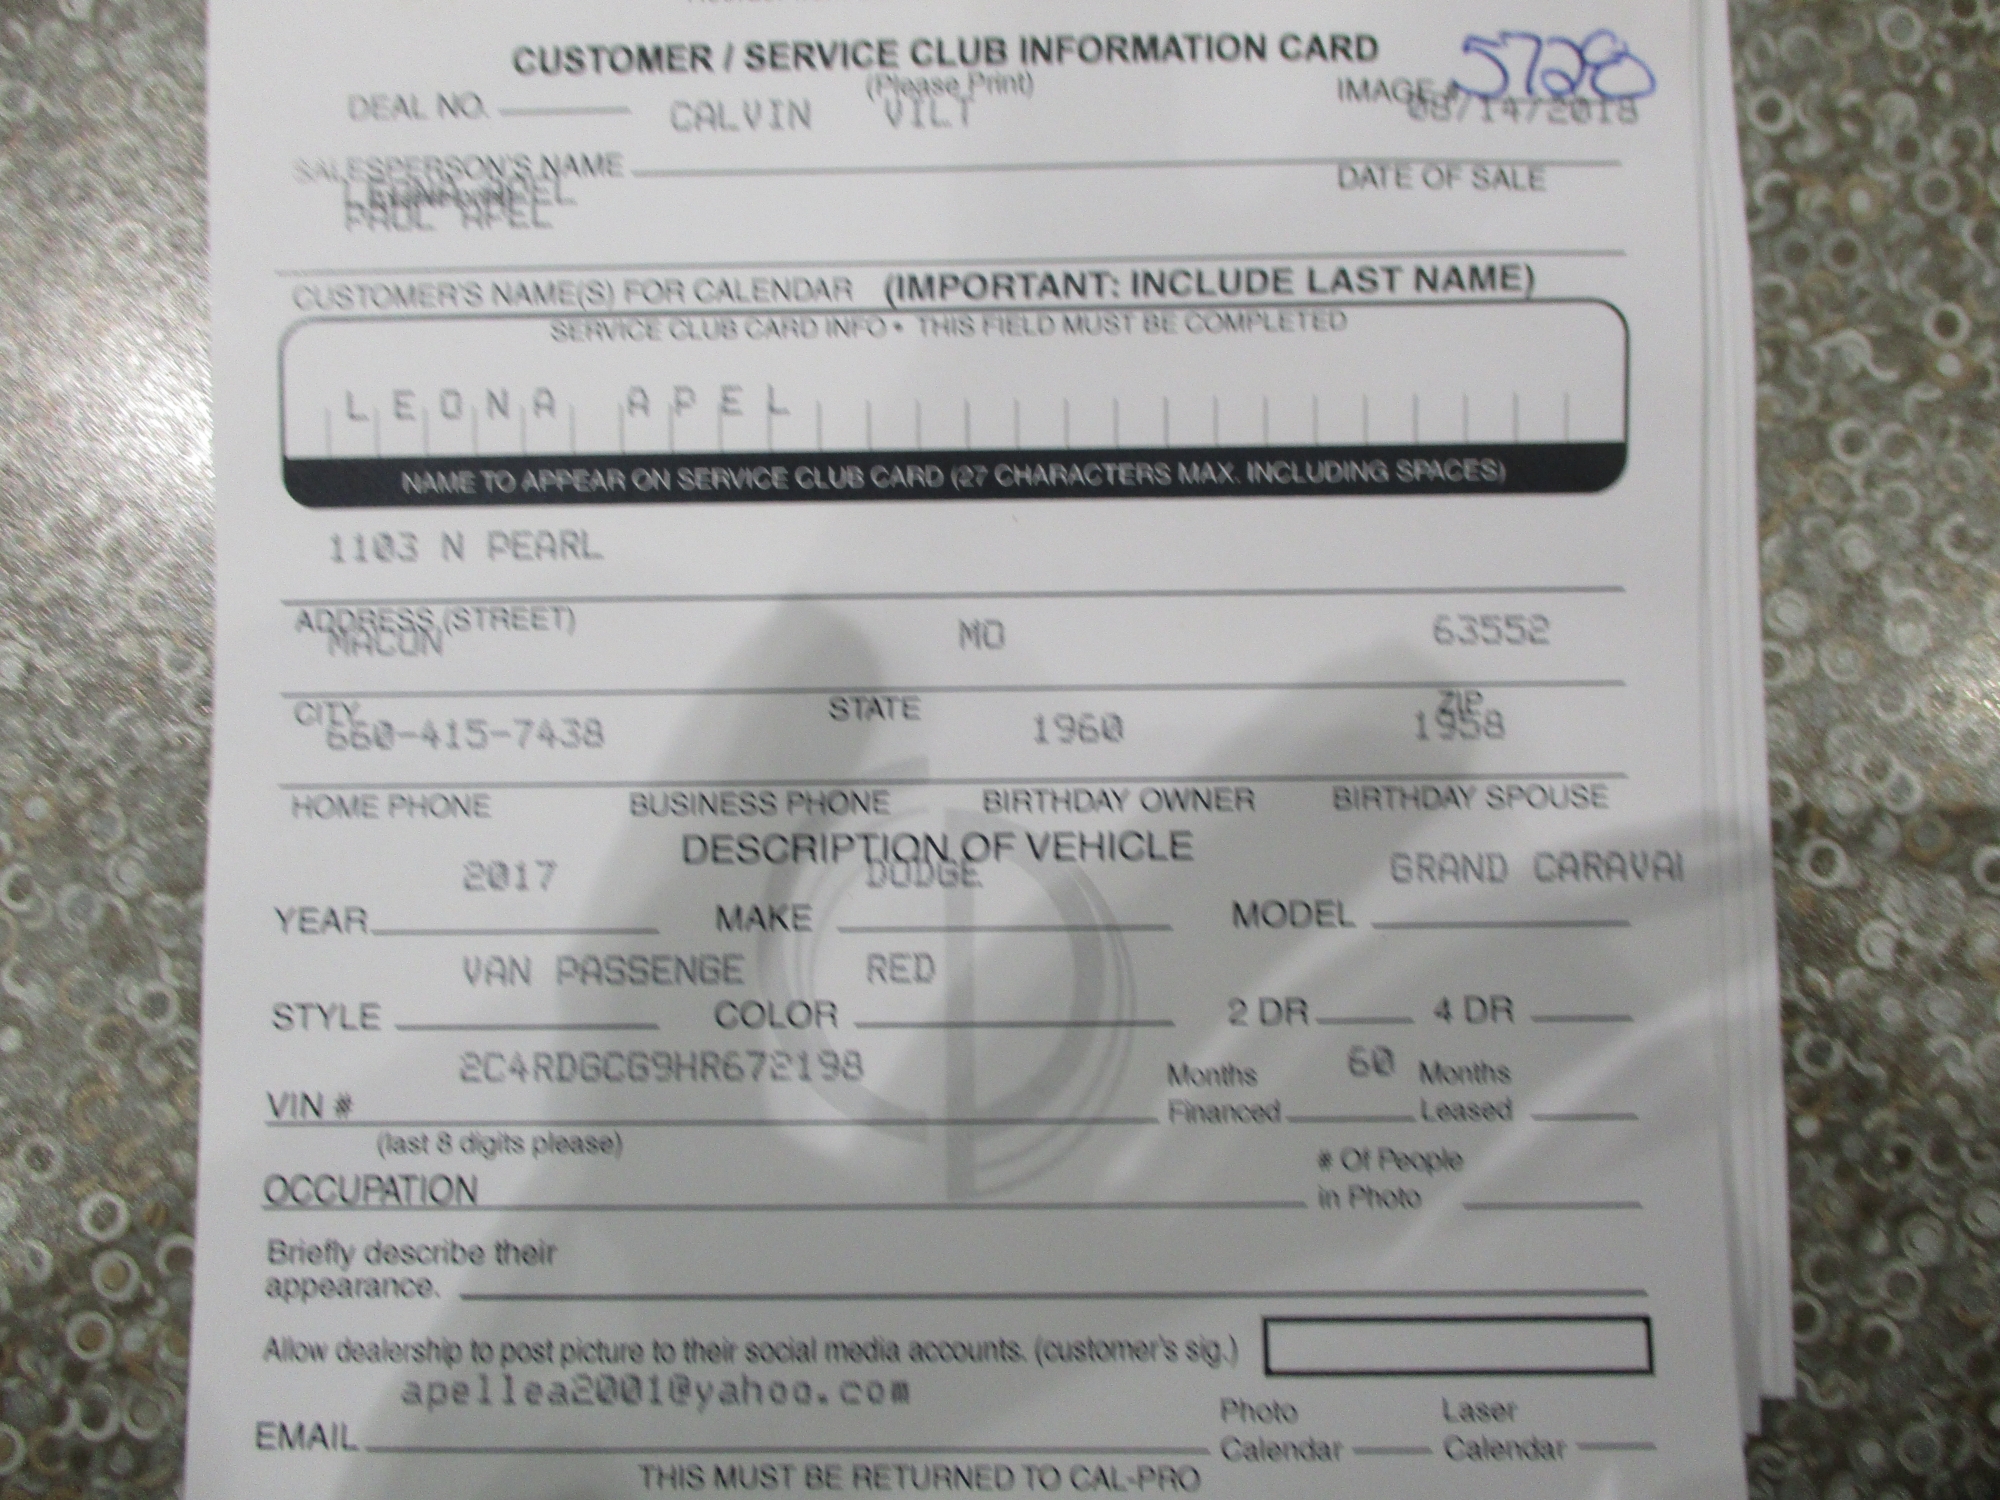 CUSTOMER / SERVICE CLUB INFORMATION CARD
(Please Print)
5728
DEAL NO. CALVIN VILT IMAGE #
08/14/2018
SALESPERSON'S NAME DATE OF SALE
LEONA APEL
PAUL APEL
CUSTOMER'S NAME(S) FOR CALENDAR (IMPORTANT: INCLUDE LAST NAME)
SERVICE CLUB CARD INFO • THIS FIELD MUST BE COMPLETED
LEONA APEL
NAME TO APPEAR ON SERVICE CLUB CARD (27 CHARACTERS MAX. INCLUDING SPACES)
1103 N PEARL
ADDRESS (STREET)
MACON MO 63552
CITY STATE ZIP
660-415-7438 1960 1958
HOME PHONE BUSINESS PHONE BIRTHDAY OWNER BIRTHDAY SPOUSE
DESCRIPTION OF VEHICLE
2017 DODGE GRAND CARAVAN
YEAR MAKE MODEL
VAN PASSENGE RED
STYLE COLOR 2 DR 4 DR
2C4RDGCG9HR672198 Months 60 Months
VIN # Financed Leased
(last 8 digits please)
# Of People
OCCUPATION in Photo
Briefly describe their
appearance.
Allow dealership to post picture to their social media accounts. (customer's sig.)
apellea2001@yahoo.com
Photo Laser
EMAIL Calendar Calendar
THIS MUST BE RETURNED TO CAL-PRO